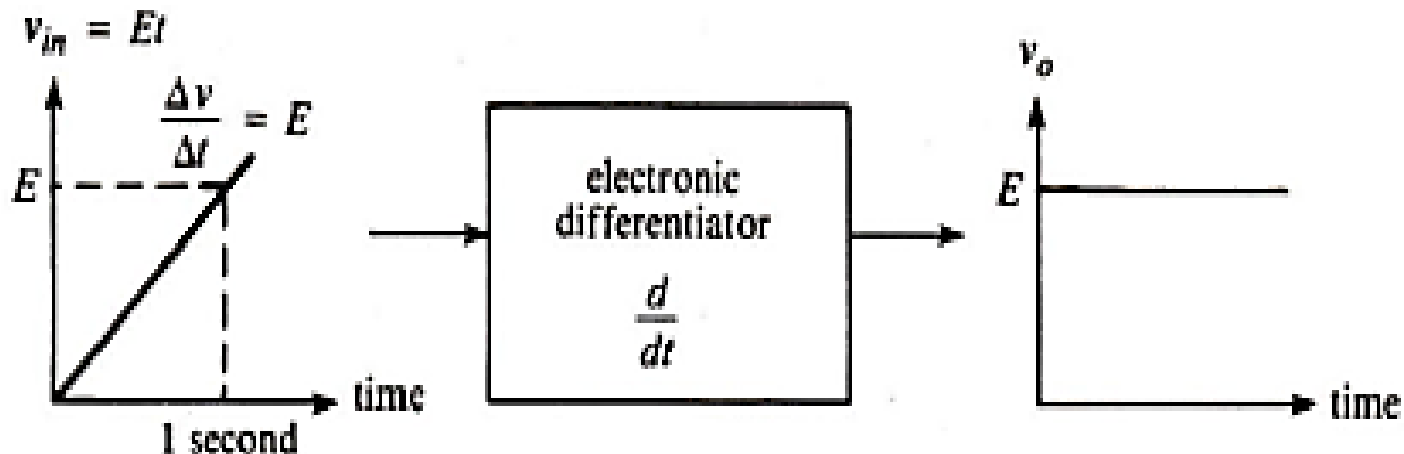 v_in = Et
Δv
Δt
= E
E
time
1 second
electronic
differentiator
d
dt
v_o
E
time